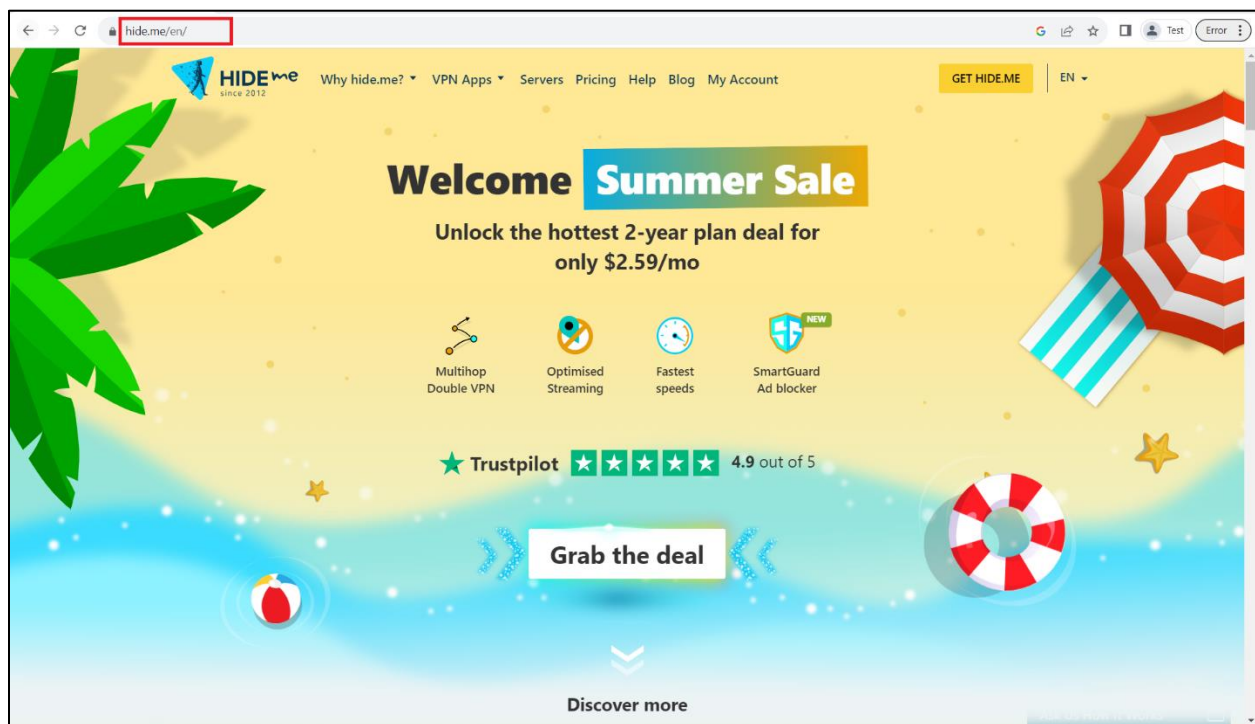 hide.me/en/
Test
Error
HIDE me
since 2012
Why hide.me?
VPN Apps
Servers
Pricing
Help
Blog
My Account
GET HIDE.ME
EN
Welcome Summer Sale
Unlock the hottest 2-year plan deal for
only $2.59/mo
NEW
Multihop
Double VPN
Optimised
Streaming
Fastest
speeds
SmartGuard
Ad blocker
Trustpilot
4.9 out of 5
Grab the deal
Discover more